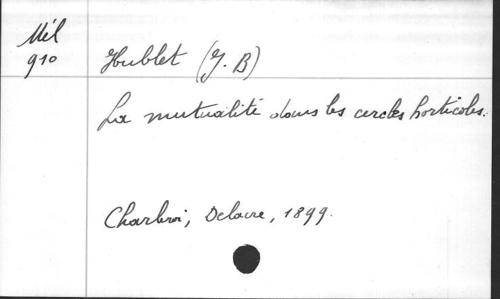 Mél
910
Hublet (J. B)
La mutualité dans les cercles horticoles.
Charleroi, Delacre, 1899.